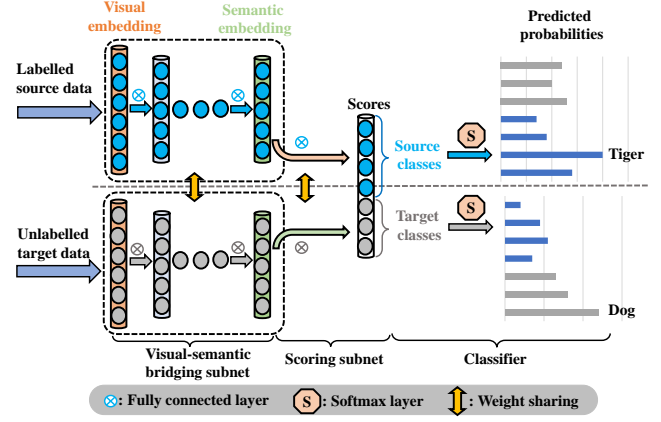 Visual
embedding
Semantic
embedding
Predicted
probabilities
Labelled
source data
Scores
Source
classes
S
Tiger
Unlabelled
target data
Target
classes
S
Dog
Visual-semantic
bridging subnet
Scoring subnet
Classifier
: Fully connected layer
S : Softmax layer
: Weight sharing